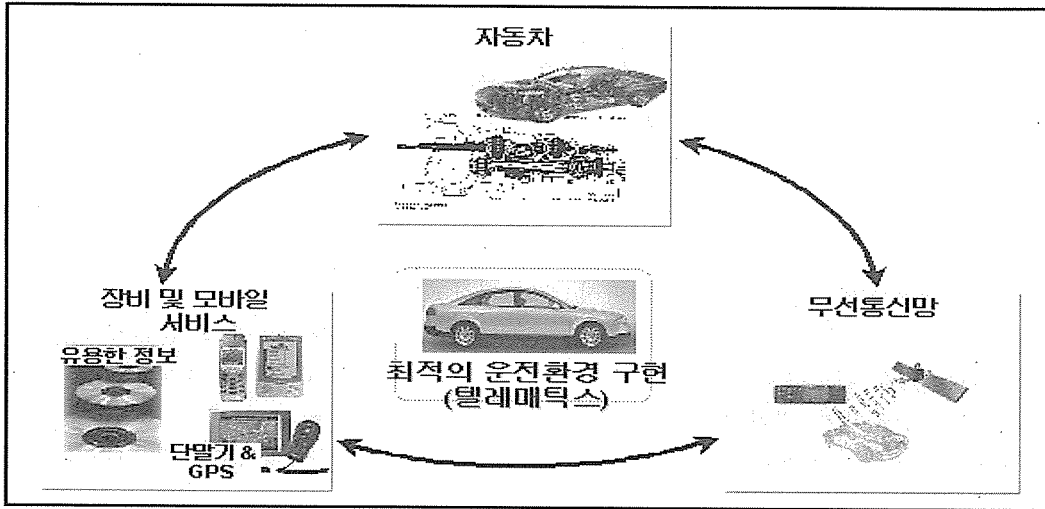 자동차
장비 및 모바일
서비스
유용한 정보
단말기 &
GPS
최적의 운전환경 구현
(텔레매틱스)
무선통신망